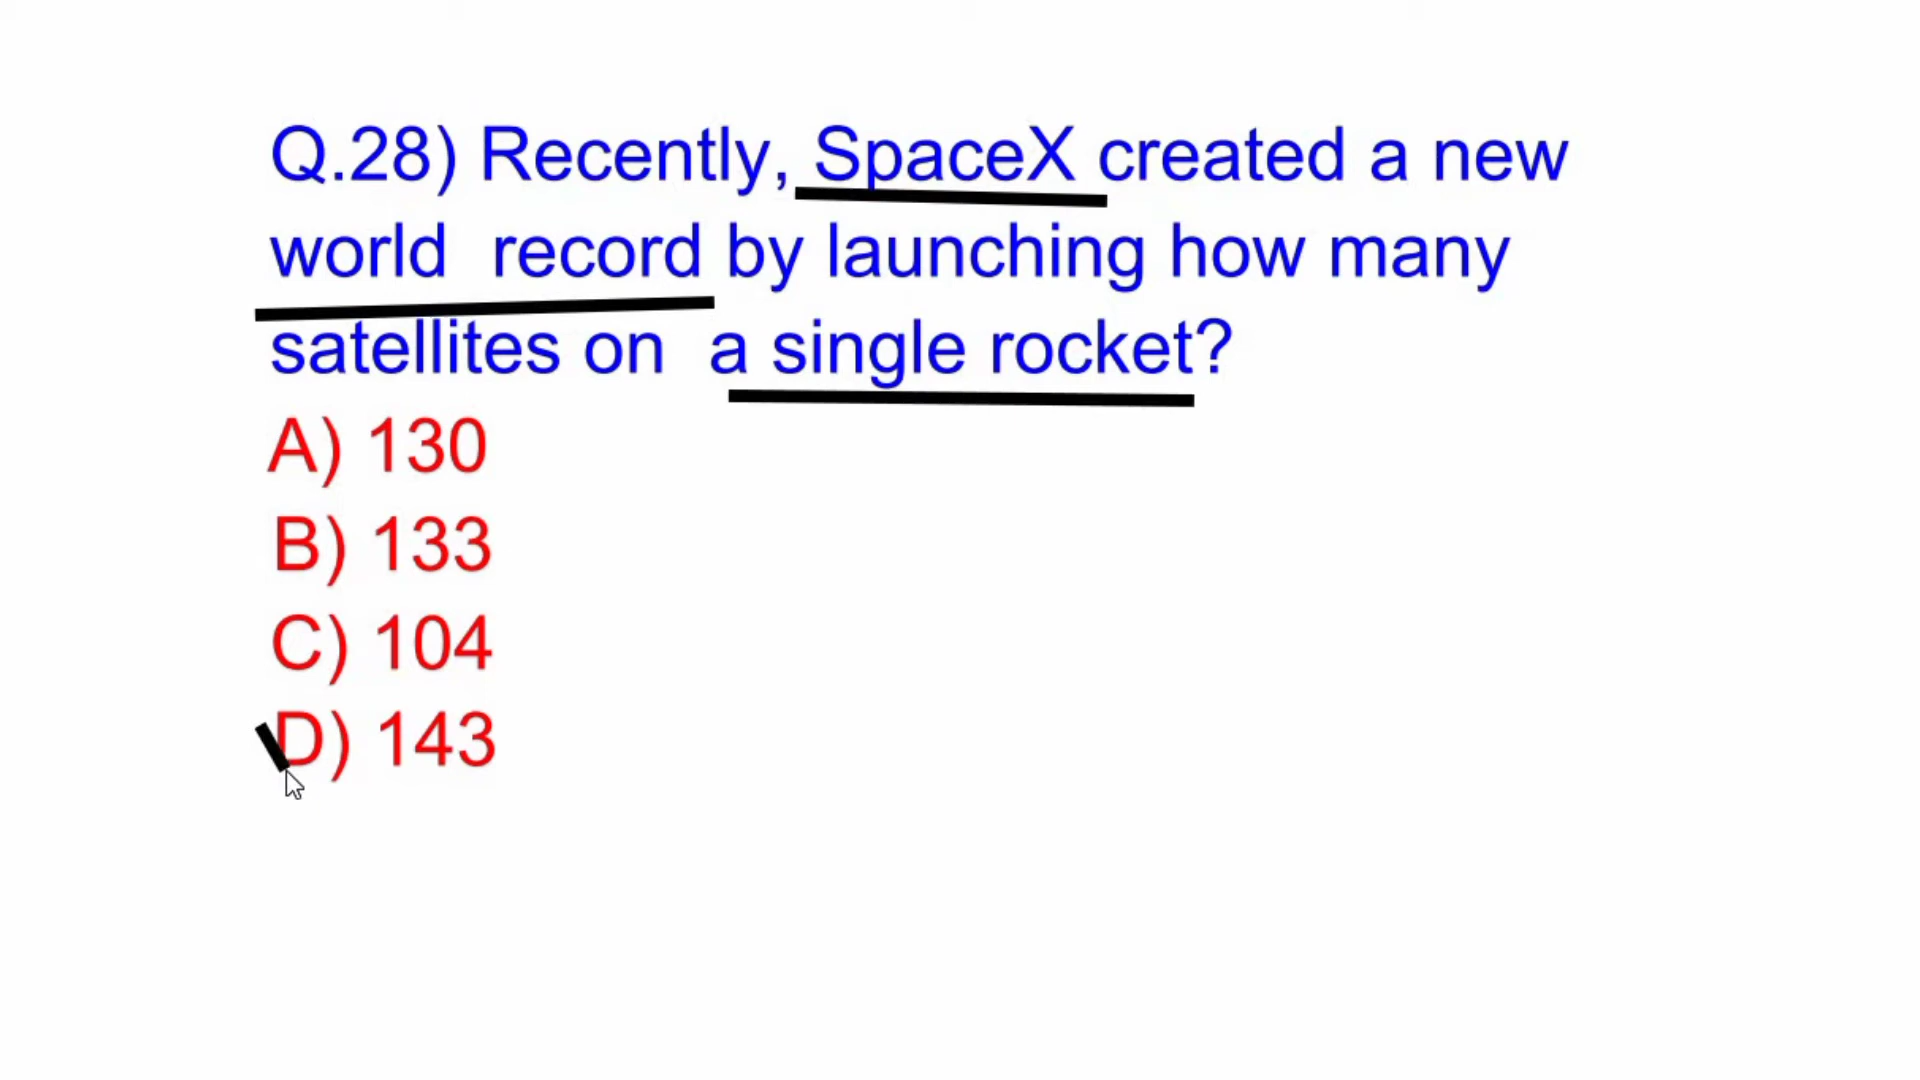 Q.28) Recently, SpaceX created a new
world record by launching how many
satellites on a single rocket?
A) 130
B) 133
C) 104
D) 143